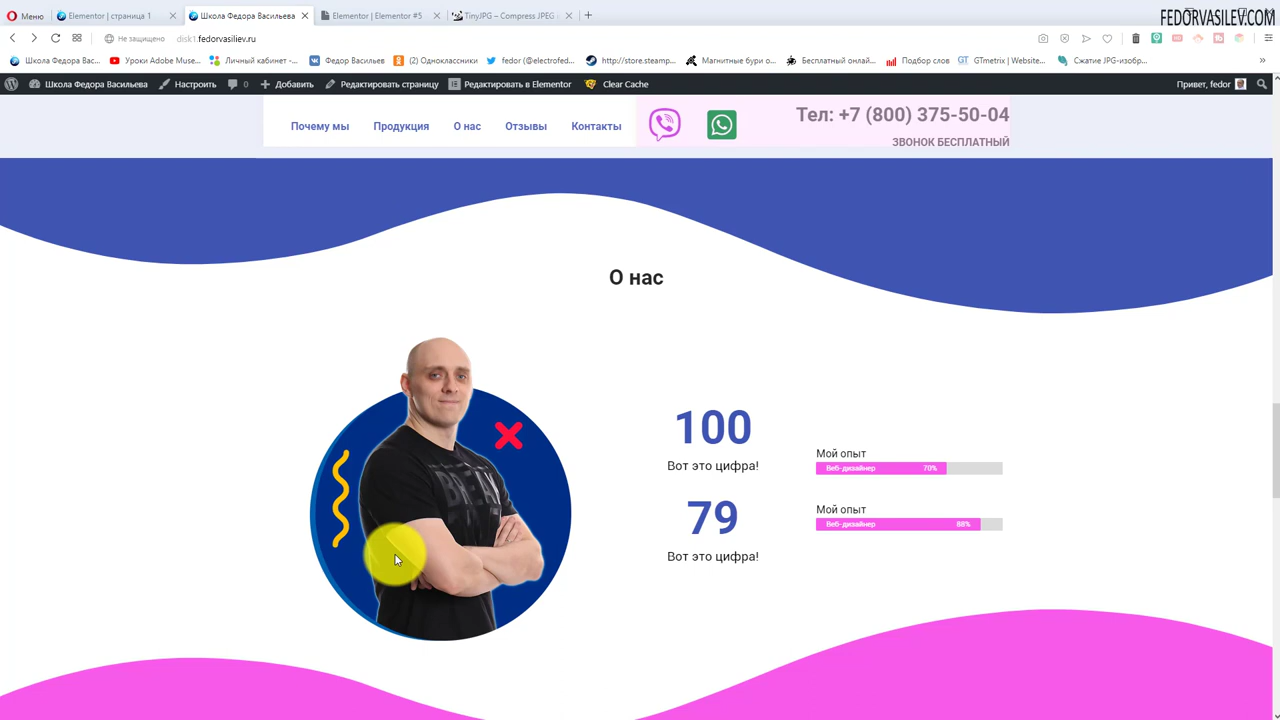 FEDORVASILEV.COM
Меню
Elementor | страница 1
Школа Федора Васильева
Elementor | Elementor #5
TinyJPG – Compress JPEG
Не защищено
disk1.fedorvasiliev.ru
Школа Федора Вас...
Уроки Adobe Muse...
Личный кабинет -...
Федор Васильев
(2) Одноклассники
fedor (@electrofed...
http://store.steamp...
Магнитные бури о...
Бесплатный онлай...
Подбор слов
GTmetrix | Website...
Сжатие JPG-изобр...
Школа Федора Васильева
Настроить
0
Добавить
Редактировать страницу
Редактировать в Elementor
Clear Cache
Привет, fedor
Почему мы
Продукция
О нас
Отзывы
Контакты
Тел: +7 (800) 375-50-04
ЗВОНОК БЕСПЛАТНЫЙ
О нас
BREAK
100
Вот это цифра!
79
Вот это цифра!
Мой опыт
Веб-дизайнер 70%
Мой опыт
Веб-дизайнер 88%